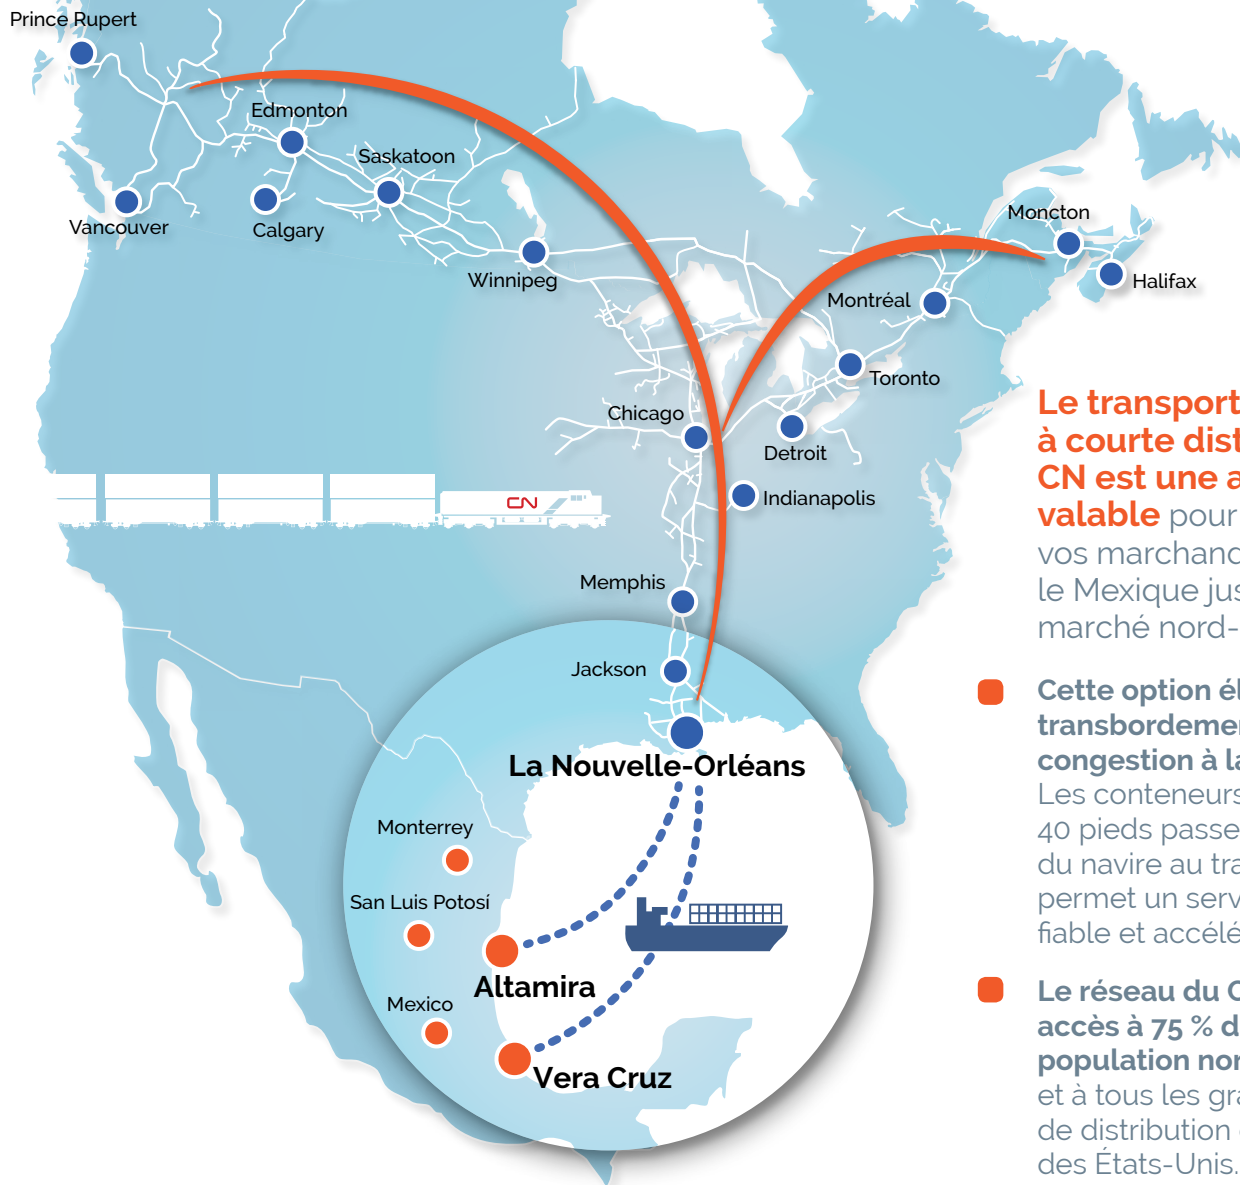 Prince Rupert
Edmonton
Saskatoon
Vancouver
Calgary
Winnipeg
Moncton
Halifax
Montréal
Toronto
Chicago
Detroit
Indianapolis
CN
Memphis
Jackson
La Nouvelle-Orléans
Monterrey
San Luis Potosí
Altamira
Mexico
Vera Cruz
Le transport
à courte dist
CN est une a
valable pour
vos marchand
le Mexique jus
marché nord-
Cette option él
transbordemen
congestion à la
Les conteneurs
40 pieds passe
du navire au tra
permet un serv
fiable et accélé
Le réseau du C
accès à 75 % d
population nor
et à tous les gra
de distribution
des États-Unis.